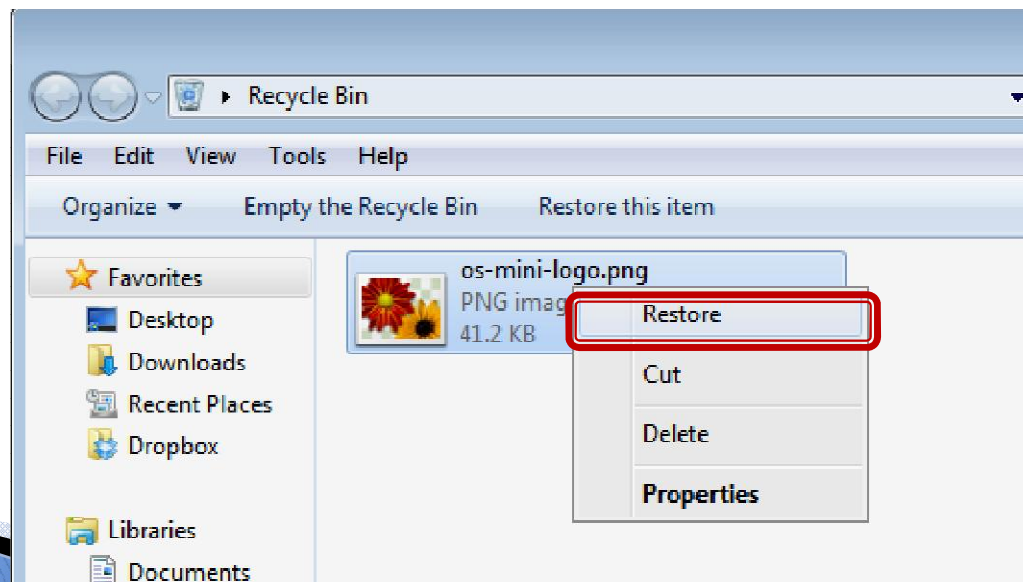 Recycle Bin
File Edit View Tools Help
Organize Empty the Recycle Bin Restore this item
Favorites
Desktop
Downloads
Recent Places
Dropbox
Libraries
Documents
os-mini-logo.png
PNG imag
41.2 KB
Restore
Cut
Delete
Properties